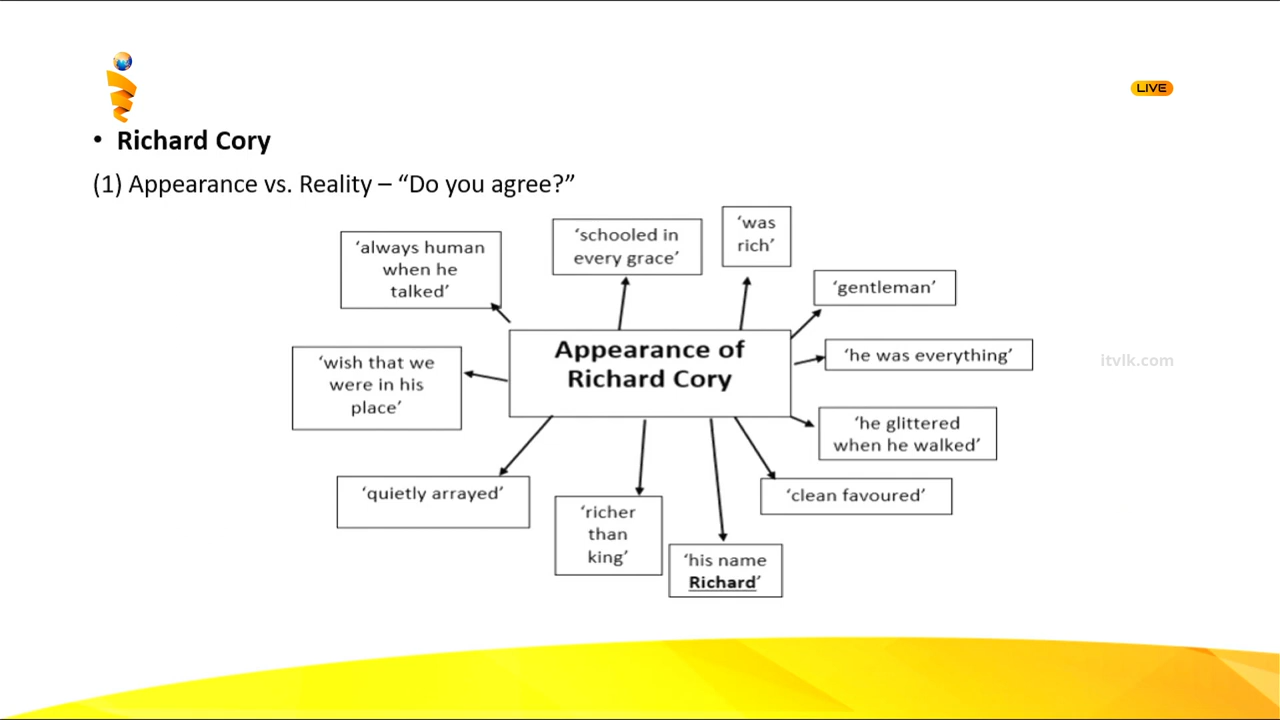 LIVE
• Richard Cory
(1) Appearance vs. Reality – “Do you agree?”
‘always human
when he
talked’
‘schooled in
every grace’
‘was
rich’
‘gentleman’
Appearance of
Richard Cory
‘he was everything’
itvlk.com
‘wish that we
were in his
place’
‘he glittered
when he walked’
‘quietly arrayed’
‘clean favoured’
‘richer
than
king’
‘his name
Richard’